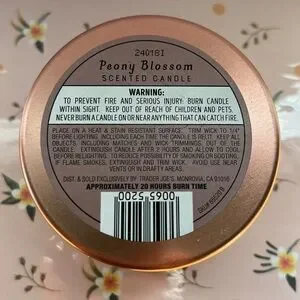 24018I
Peony Blossom
SCENTED CANDLE
WARNING:
TO PREVENT FIRE AND SERIOUS INJURY: BURN CANDLE
WITHIN SIGHT. KEEP OUT OF REACH OF CHILDREN AND PETS.
NEVER BURN A CANDLE ON OR NEAR ANYTHING THAT CAN CATCH FIRE.
PLACE ON A HEAT & STAIN RESISTANT SURFACE. TRIM WICK TO 1/4"
BEFORE LIGHTING, INCLUDING EACH TIME THE CANDLE IS RELIT. KEEP ALL
OBJECTS, INCLUDING MATCHES AND WICK TRIMMINGS, OUT OF THE
CANDLE. EXTINGUISH CANDLE AFTER 2 HOURS AND ALLOW TO COOL
BEFORE RELIGHTING. TO REDUCE POSSIBILITY OF SMOKING OR SOOTING
IF FLAME SMOKES, EXTINGUISH AND TRIM WICK. AVOID USE NEAR
VENTS OR IN DRAFTY AREAS.
DIST. & SOLD EXCLUSIVELY BY: TRADER JOE'S, MONROVIA, CA 91016
APPROXIMATELY 20 HOURS BURN TIME
0065 5200
SKU#